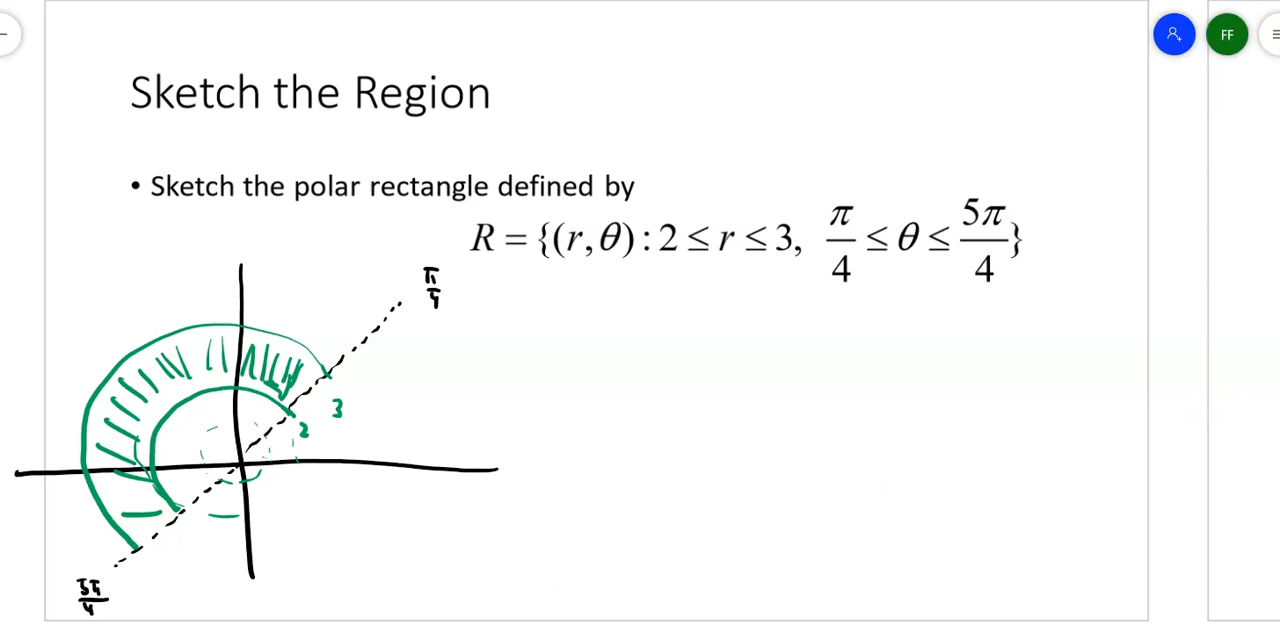 FF
Sketch the Region
• Sketch the polar rectangle defined by
R = {(r, θ) : 2 ≤ r ≤ 3, π/4 ≤ θ ≤ 5π/4}
π/4
3
2
5π/4